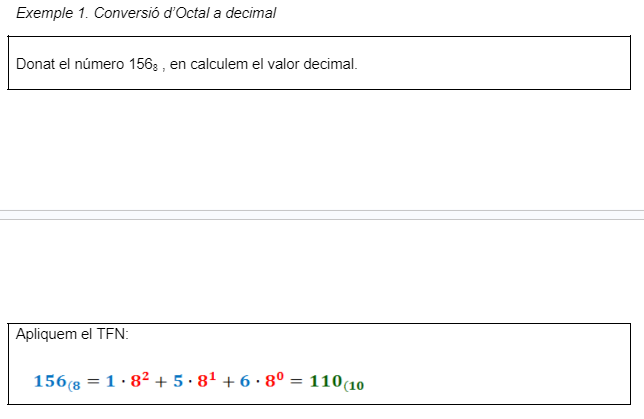 Exemple 1. Conversió d’Octal a decimal
Donat el número 156₈ , en calculem el valor decimal.
Apliquem el TFN:
156₍₈ = 1 · 8² + 5 · 8¹ + 6 · 8⁰ = 110₍₁₀